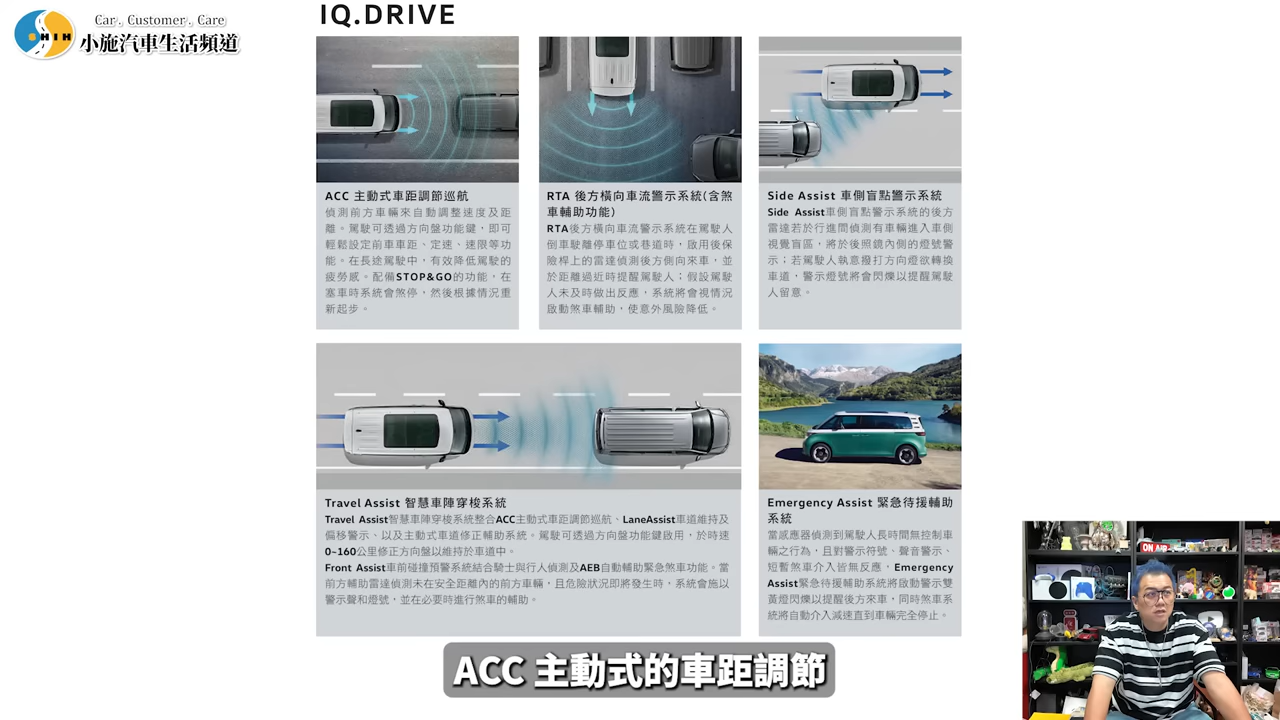 Car. Customer. Care
SHIH
小施汽車生活頻道
IQ.DRIVE
ACC 主動式車距調節巡航
偵測前方車輛來自動調整速度及距
離。駕駛可透過方向盤功能鍵，即可
輕鬆設定前車車距、定速、速限等功
能。在長途駕駛中，有效降低駕駛的
疲勞感。配備STOP&GO的功能，在
塞車時系統會煞停，然後根據情況重
新起步。
RTA 後方橫向車流警示系統(含煞
車輔助功能)
RTA後方橫向車流警示系統在駕駛人
倒車駛離停車位或巷道時，啟用後保
險桿上的雷達偵測後方側向來車，並
於距離過近時提醒駕駛人；假設駕駛
人未及時做出反應，系統將會視情況
啟動煞車輔助，使意外風險降低。
Side Assist 車側盲點警示系統
Side Assist車側盲點警示系統的後方
雷達若於行進間偵測有車輛進入車側
視覺盲區，將於後照鏡內側的燈號警
示；若駕駛人執意撥打方向燈欲轉換
車道，警示燈號將會閃爍以提醒駕駛
人留意。
Travel Assist 智慧車陣穿梭系統
Travel Assist智慧車陣穿梭系統整合ACC主動式車距調節巡航、LaneAssist車道維持及
偏移警示、以及主動式車道修正輔助系統。駕駛可透過方向盤功能鍵啟用，於時速
0~160公里修正方向盤以維持於車道中。
Front Assist車前碰撞預警系統結合騎士與行人偵測及AEB自動輔助緊急煞車功能。當
前方輔助雷達偵測未在安全距離內的前方車輛，且危險狀況即將發生時，系統會施以
警示聲和燈號，並在必要時進行煞車的輔助。
Emergency Assist 緊急待援輔助
系統
當感應器偵測到駕駛人長時間無控制車
輛之行為，且對警示符號、聲音警示、
短暫煞車介入皆無反應，Emergency
Assist緊急待援輔助系統將啟動警示雙
黃燈閃爍以提醒後方來車，同時煞車系
統將自動介入減速直到車輛完全停止。
ON AIR
ACC 主動式的車距調節